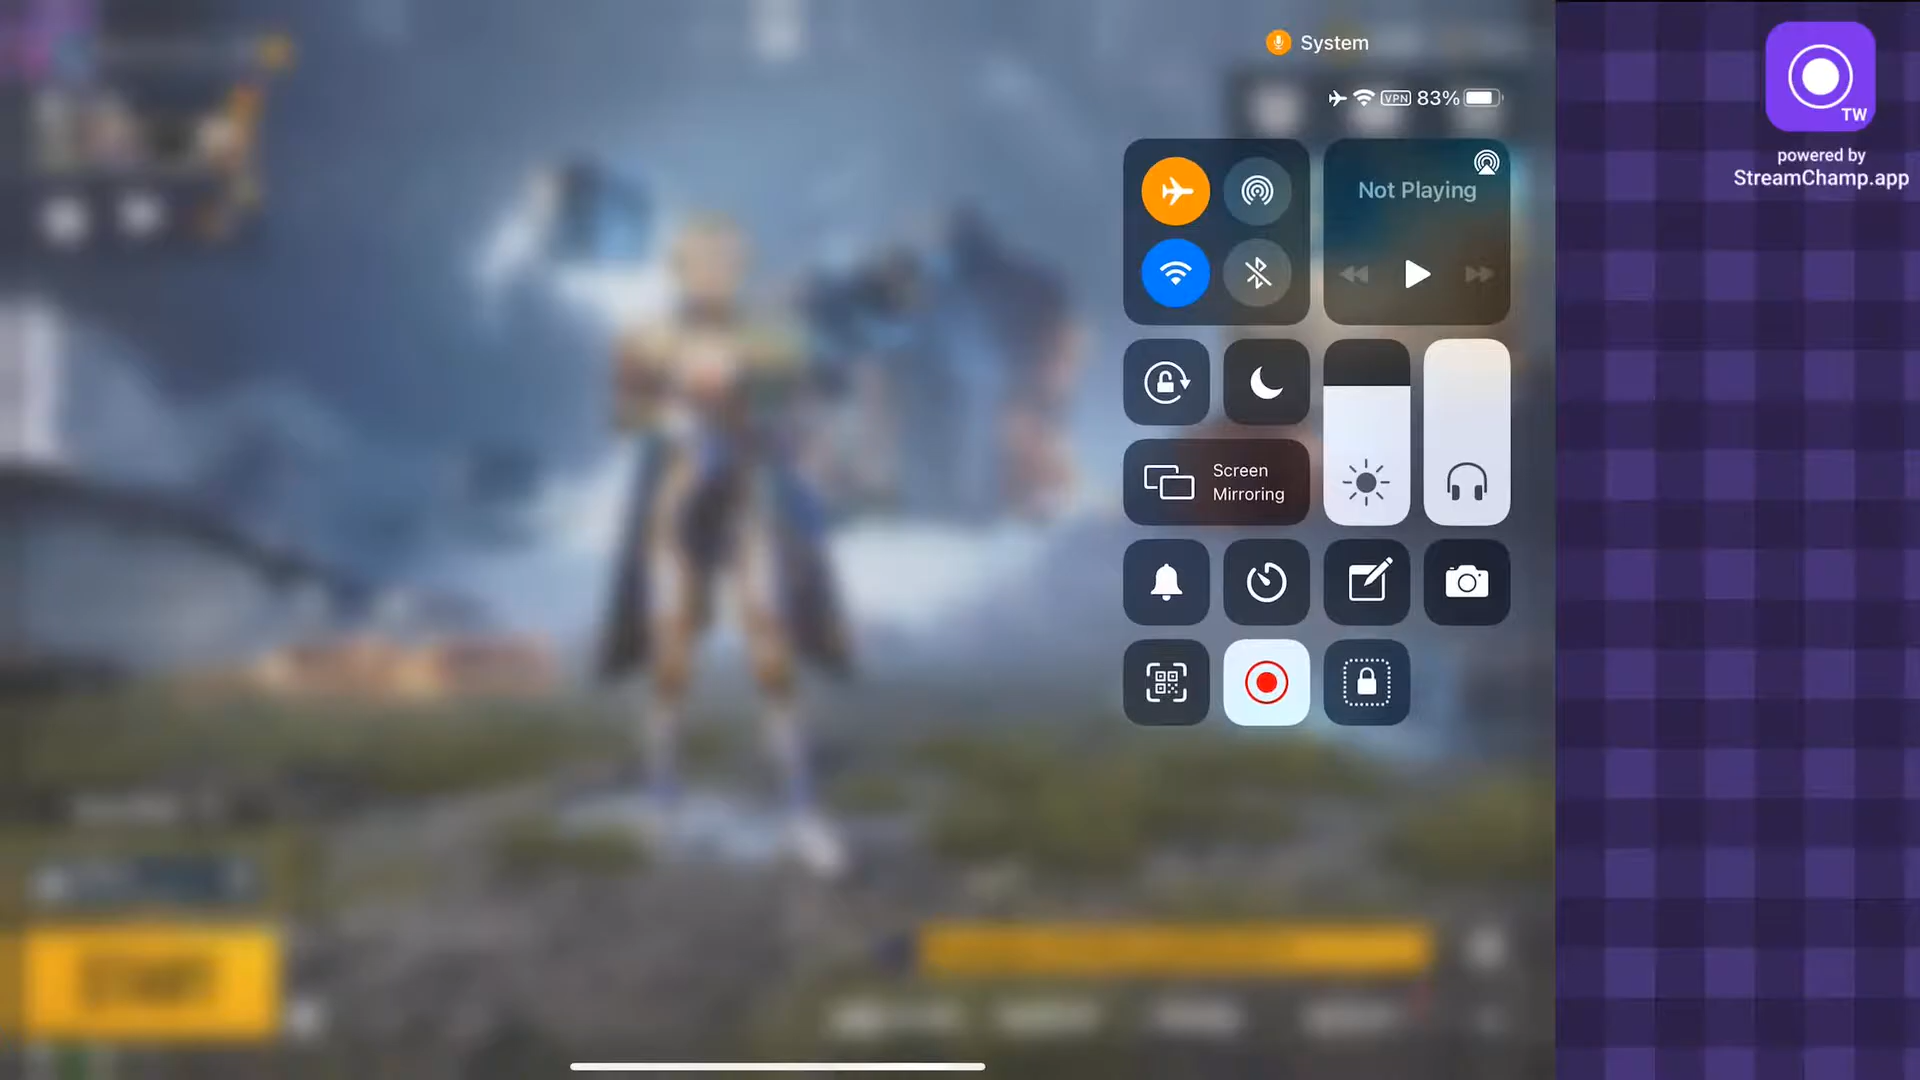 System
VPN 83%
Not Playing
Screen
Mirroring
TW
powered by
StreamChamp.app